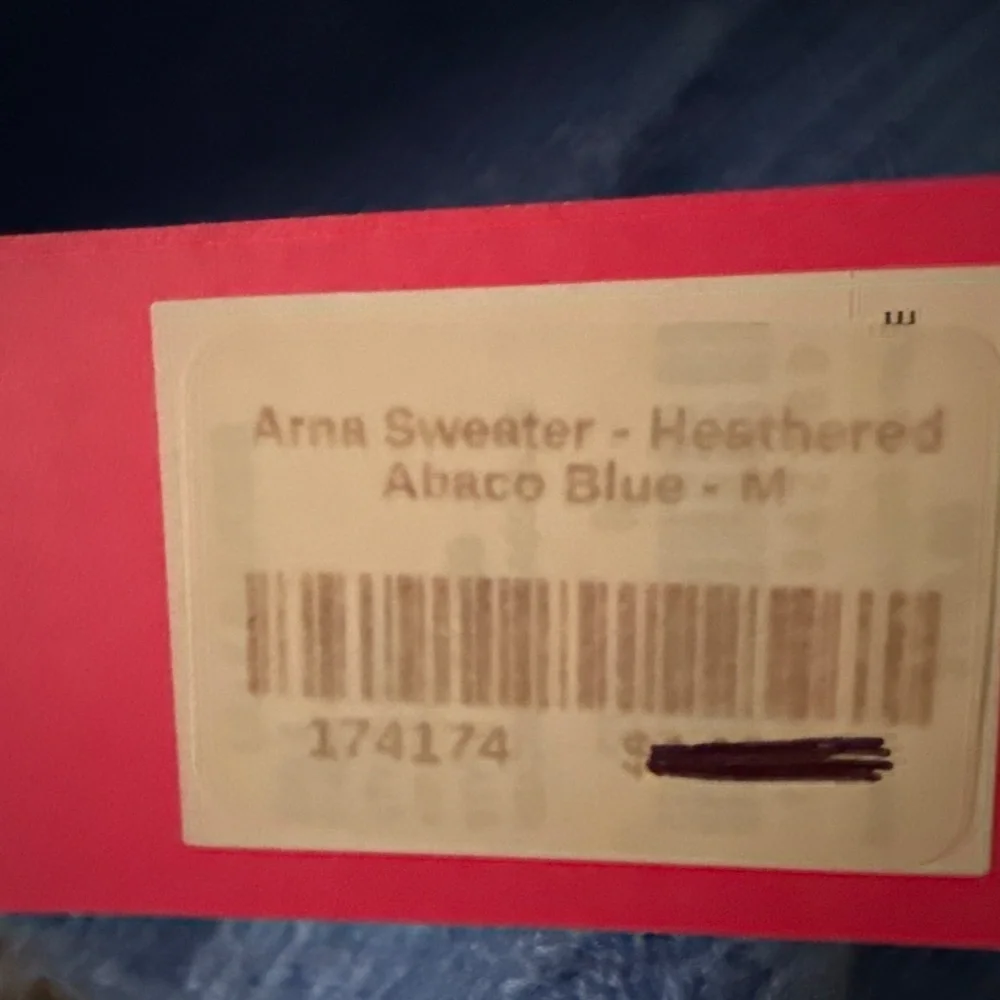 Arna Sweater - Heathered
Abaco Blue - M
174174